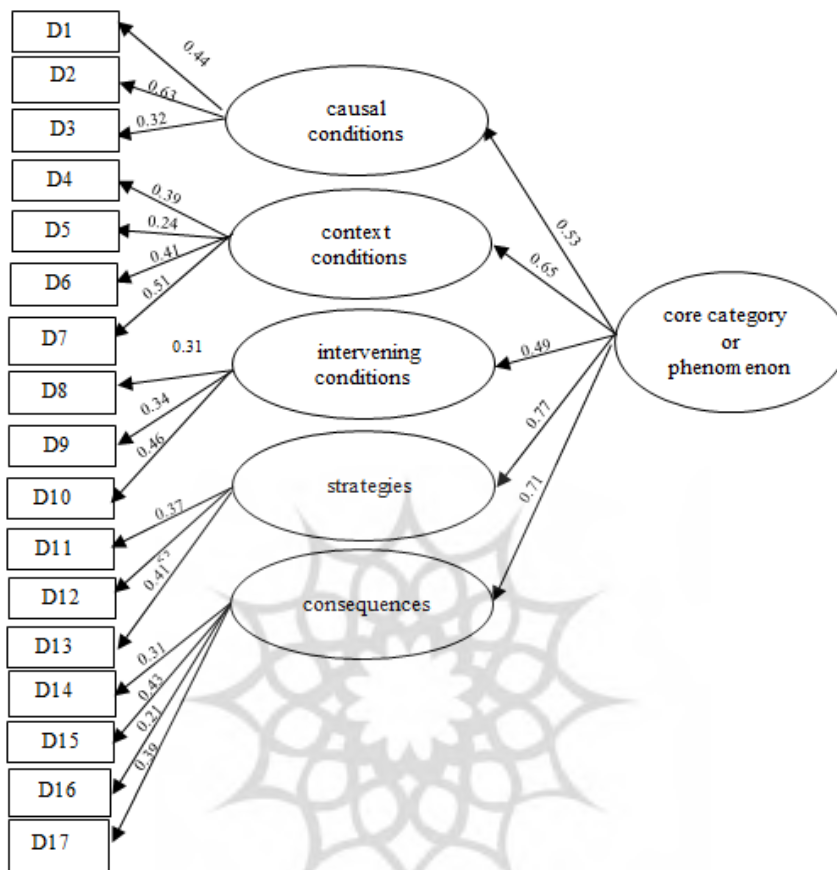 D1
0.44
D2
0.63
D3
0.32
causal
conditions
D4
0.39
D5
0.24
D6
0.41
D7
0.51
context
conditions
0.53
0.65
core category
or
phenomenon
D8
0.31
D9
0.34
D10
0.46
intervening
conditions
0.49
0.77
0.71
D11
0.37
D12
D13
0.41
strategies
D14
0.31
D15
0.43
D16
0.21
D17
0.39
consequences